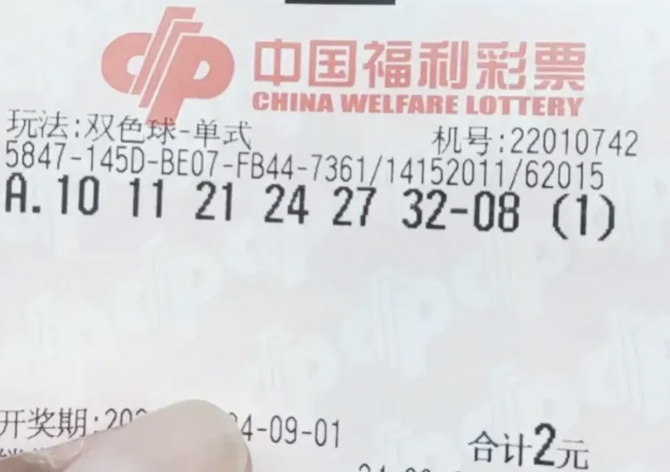 中国福利彩票
CHINA WELFARE LOTTERY
玩法:双色球-单式 机号:22010742
5847-145D-BE07-FB44-7361/14152011/62015
A.10 11 21 24 27 32-08 (1)
开奖期:202 4-09-01
合计2元